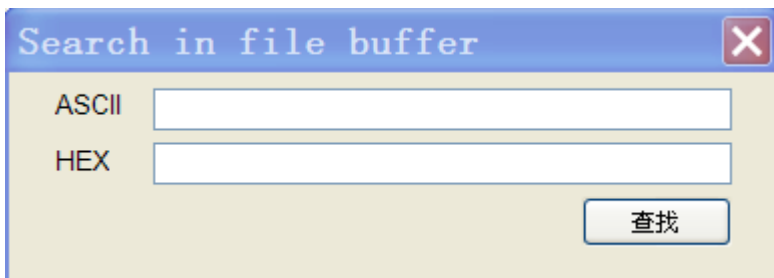 Search in file buffer
ASCII
HEX
查找